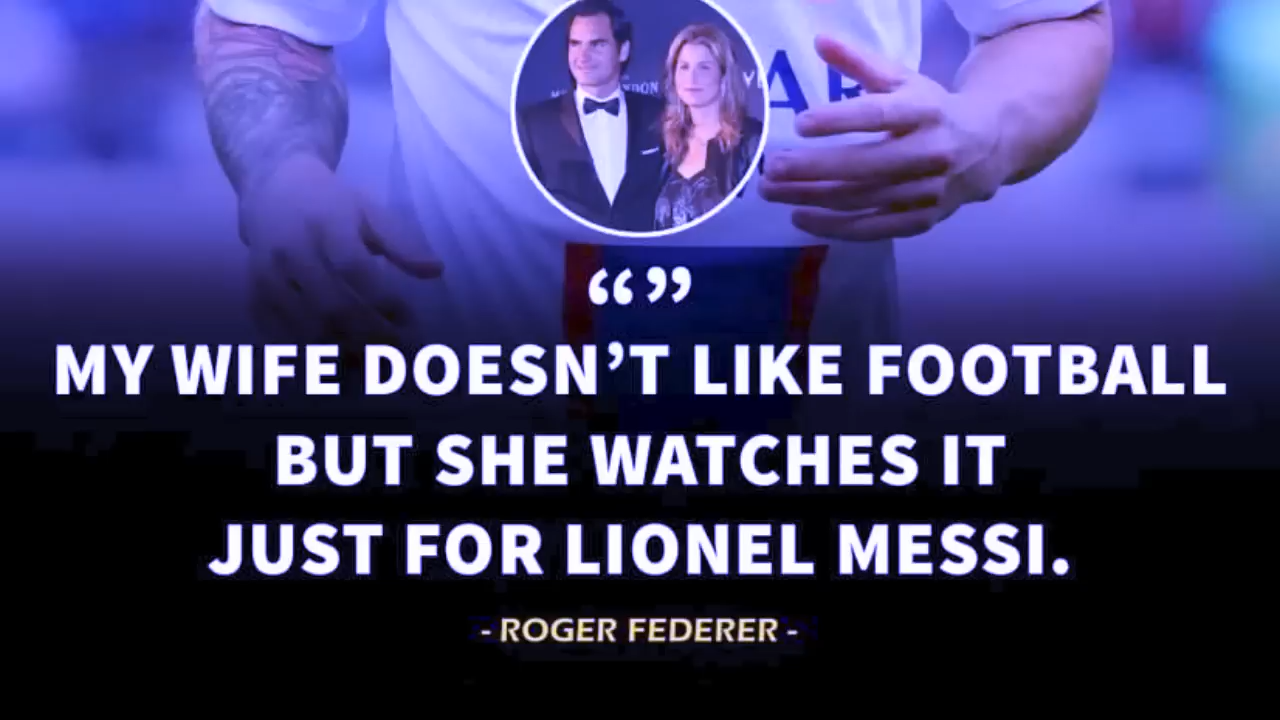 “”
MY WIFE DOESN’T LIKE FOOTBALL
BUT SHE WATCHES IT
JUST FOR LIONEL MESSI.
- ROGER FEDERER -